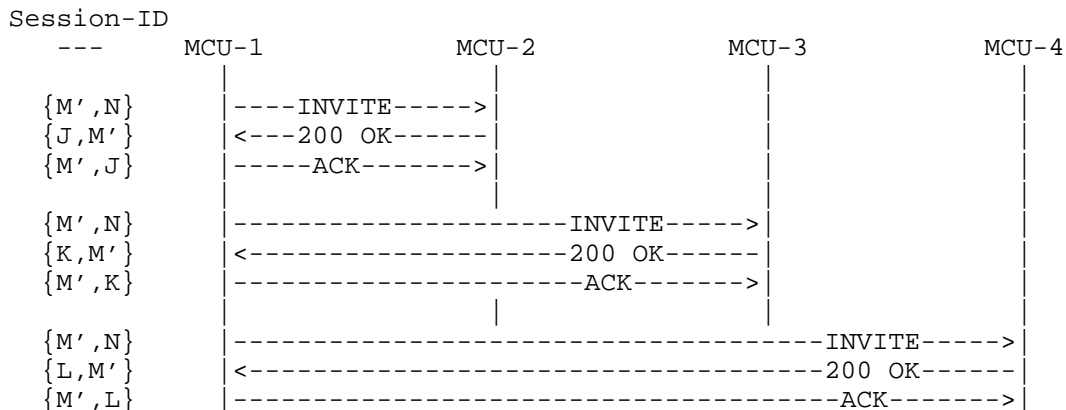 Session-ID
   ---      MCU-1              MCU-2              MCU-3             MCU-4
              |                  |                  |                 |
  {M',N}      |----INVITE----->|                  |                 |
  {J,M'}      |<---200 OK------|                  |                 |
  {M',J}      |-----ACK------->|                  |                 |
              |                  |                  |                 |
  {M',N}      |--------------------INVITE----->|                 |
  {K,M'}      |<-------------------200 OK------|                 |
  {M',K}      |---------------------ACK------->|                 |
              |                  |                  |                 |
  {M',N}      |-----------------------------------INVITE----->|
  {L,M'}      |<----------------------------------200 OK------|
  {M',L}      |------------------------------------ACK------->|